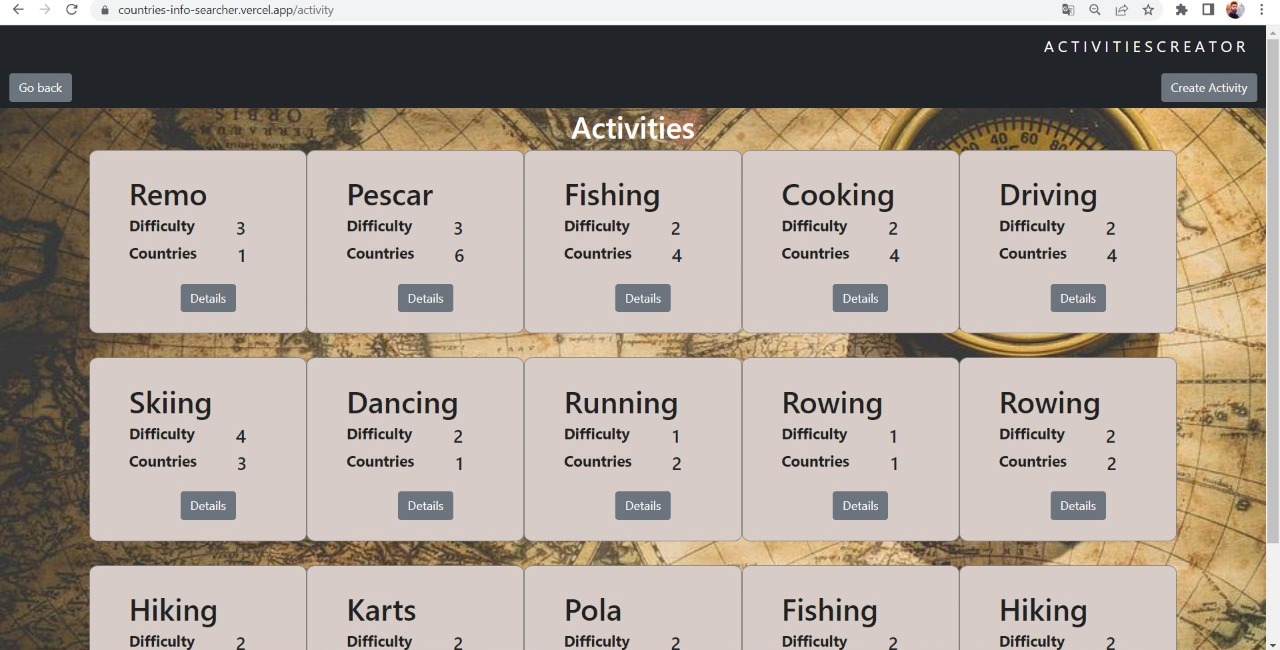 countries-info-searcher.vercel.app/activity
ACTIVITIESCREATOR
Go back
Create Activity
Activities
Remo
Difficulty 3
Countries 1
Details
Pescar
Difficulty 3
Countries 6
Details
Fishing
Difficulty 2
Countries 4
Details
Cooking
Difficulty 2
Countries 4
Details
Driving
Difficulty 2
Countries 4
Details
Skiing
Difficulty 4
Countries 3
Details
Dancing
Difficulty 2
Countries 1
Details
Running
Difficulty 1
Countries 2
Details
Rowing
Difficulty 1
Countries 1
Details
Rowing
Difficulty 2
Countries 2
Details
Hiking
Difficulty 2
Karts
Difficulty 2
Pola
Difficulty 2
Fishing
Difficulty 2
Hiking
Difficulty 2
40 60 80